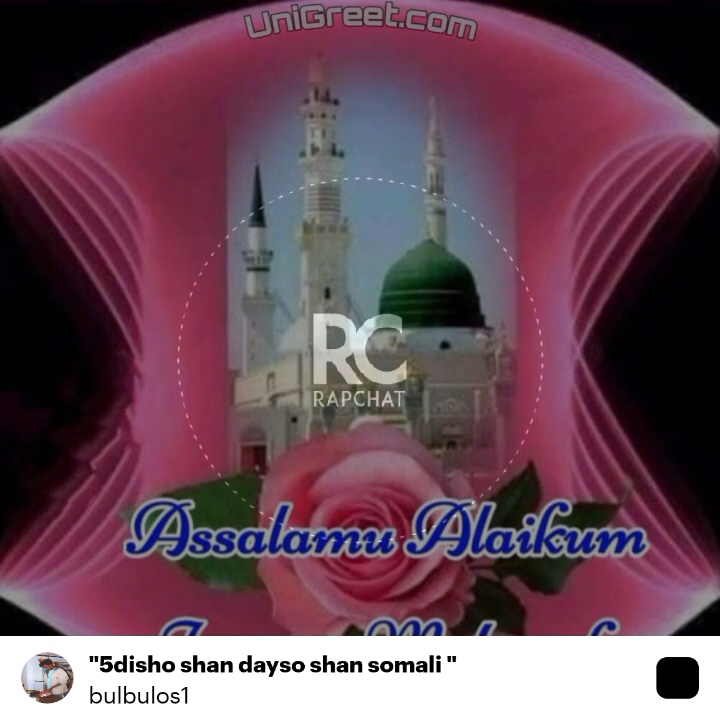 UniGreet.com
RC
RAPCHAT
Assalamu Alaikum
"5disho shan dayso shan somali "
bulbulos1